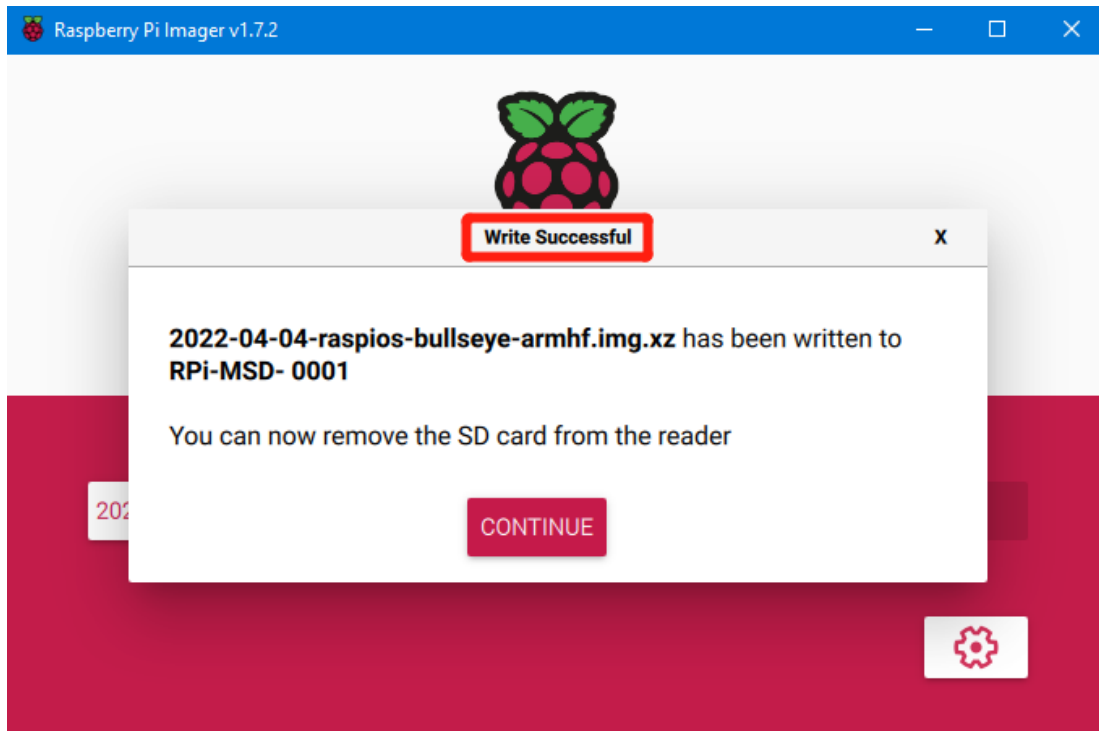 Raspberry Pi Imager v1.7.2
Write Successful
X
2022-04-04-raspios-bullseye-armhf.img.xz has been written to
RPi-MSD- 0001
You can now remove the SD card from the reader
202
CONTINUE